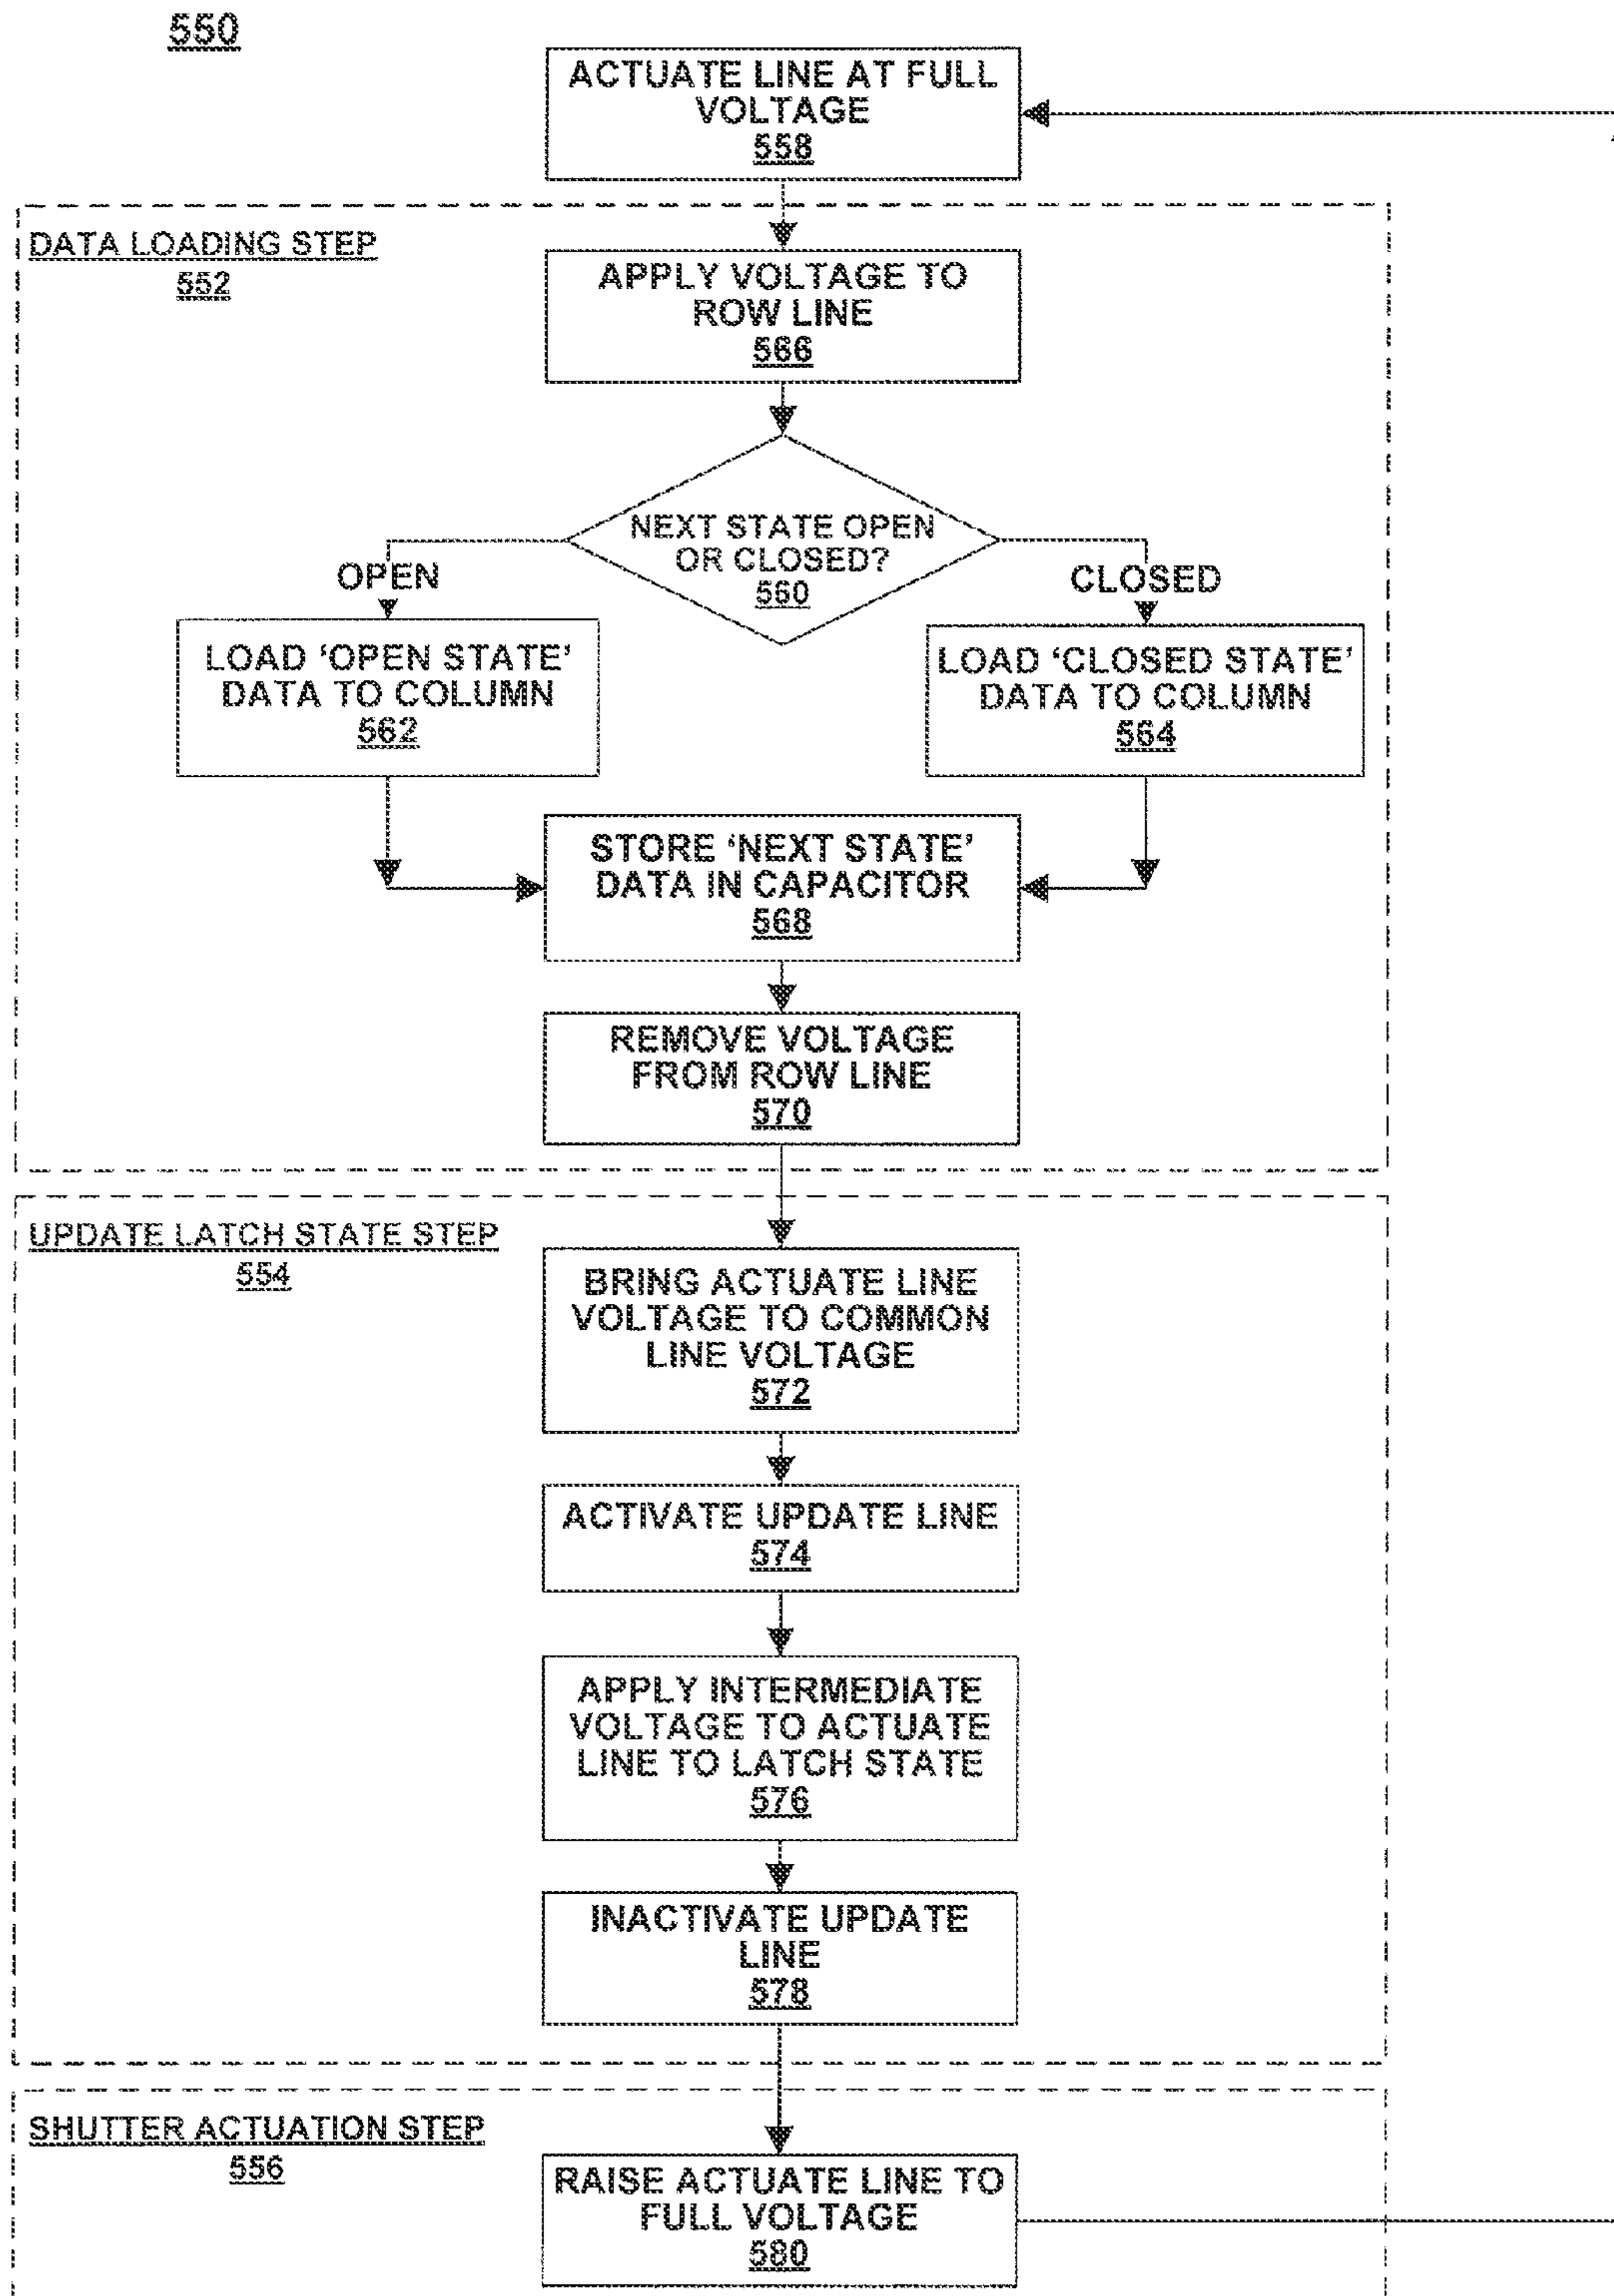 550
ACTUATE LINE AT FULL
VOLTAGE
558
DATA LOADING STEP
552
APPLY VOLTAGE TO
ROW LINE
566
NEXT STATE OPEN
OR CLOSED?
560
OPEN
CLOSED
LOAD ‘OPEN STATE’
DATA TO COLUMN
562
LOAD ‘CLOSED STATE’
DATA TO COLUMN
564
STORE ‘NEXT STATE’
DATA IN CAPACITOR
568
REMOVE VOLTAGE
FROM ROW LINE
570
UPDATE LATCH STATE STEP
554
BRING ACTUATE LINE
VOLTAGE TO COMMON
LINE VOLTAGE
572
ACTIVATE UPDATE LINE
574
APPLY INTERMEDIATE
VOLTAGE TO ACTUATE
LINE TO LATCH STATE
576
INACTIVATE UPDATE
LINE
578
SHUTTER ACTUATION STEP
556
RAISE ACTUATE LINE TO
FULL VOLTAGE
580